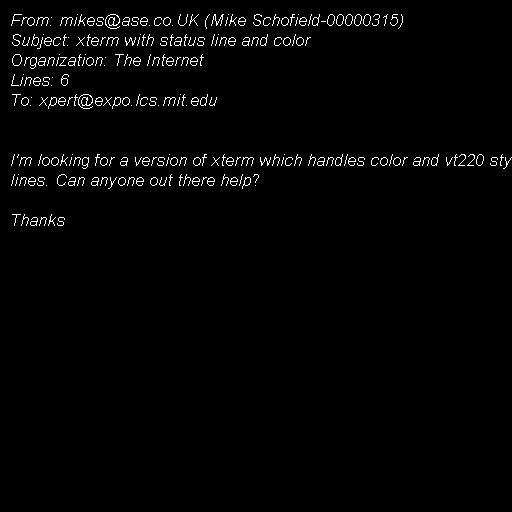 From: mikes@ase.co.UK (Mike Schofield-00000315)
Subject: xterm with status line and color
Organization: The Internet
Lines: 6
To: xpert@expo.lcs.mit.edu

I'm looking for a version of xterm which handles color and vt220
lines. Can anyone out there help?

Thanks